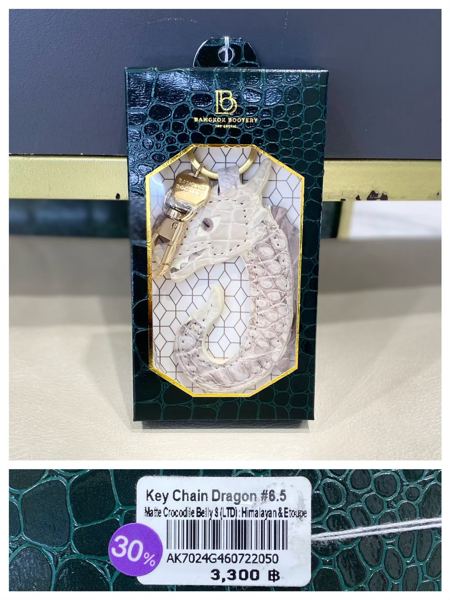 B
BANGKOK BOOTERY
Key Chain Dragon #6.5
Matte Crocodile Belly S (LTD): Himalayan & Etoupe
30%
AK7024G460722050
3,300 ฿